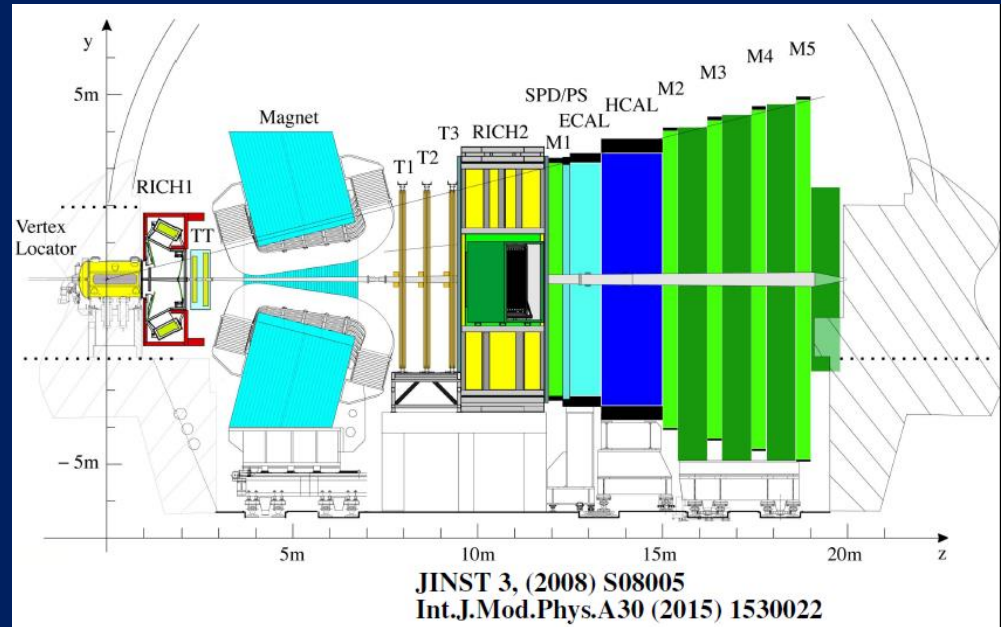 y
5m
M5
M4
M3
M2
SPD/PS
HCAL
ECAL
M1
Magnet
T3
RICH2
T2
T1
RICH1
TT
Vertex
Locator
− 5m
5m
10m
15m
20m
z
JINST 3, (2008) S08005
Int.J.Mod.Phys.A30 (2015) 1530022